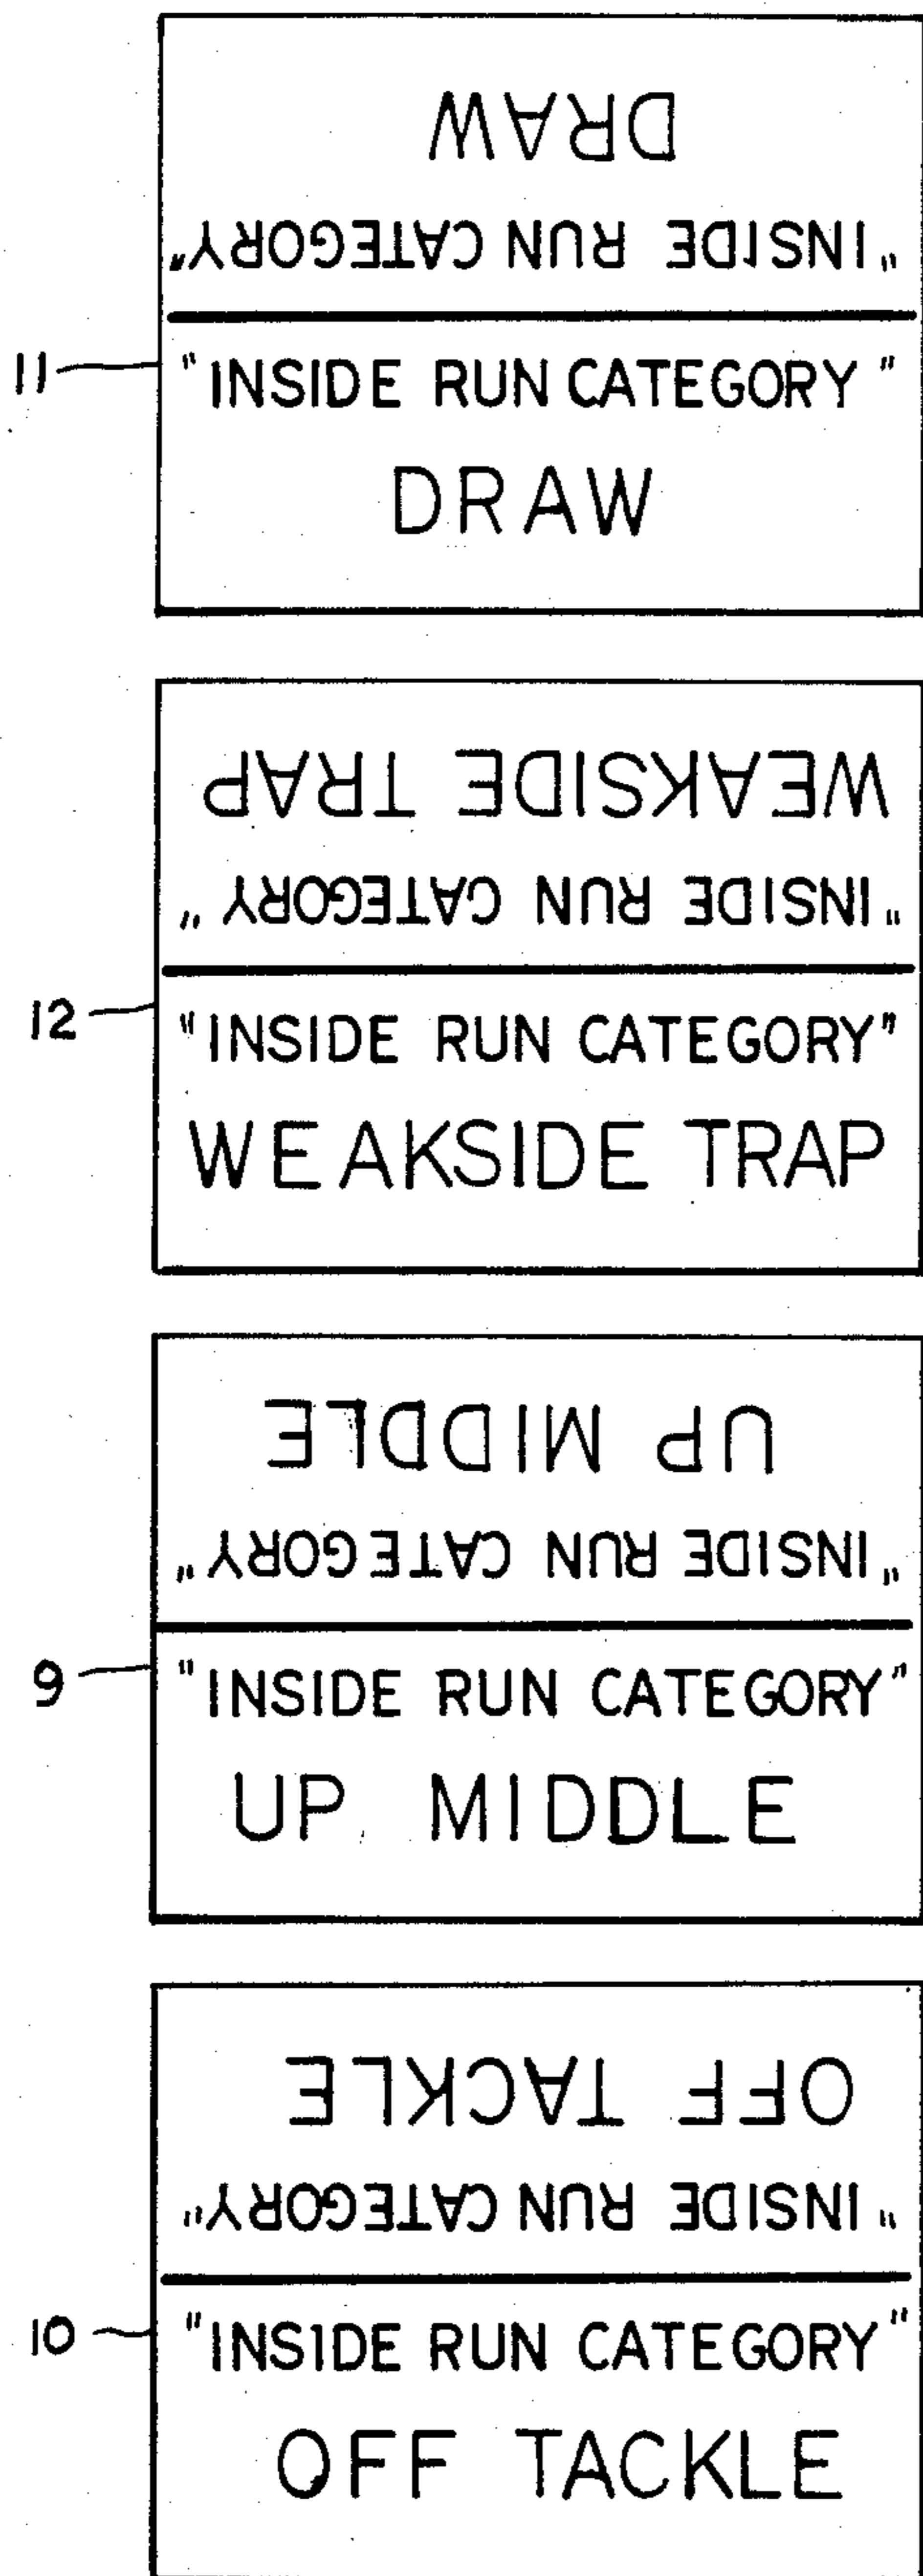 DRAW
"INSIDE RUN CATEGORY"
11
"INSIDE RUN CATEGORY"
DRAW
WEAKSIDE TRAP
"INSIDE RUN CATEGORY"
12
"INSIDE RUN CATEGORY"
WEAKSIDE TRAP
UP MIDDLE
"INSIDE RUN CATEGORY"
9
"INSIDE RUN CATEGORY"
UP MIDDLE
OFF TACKLE
"INSIDE RUN CATEGORY"
10
"INSIDE RUN CATEGORY"
OFF TACKLE